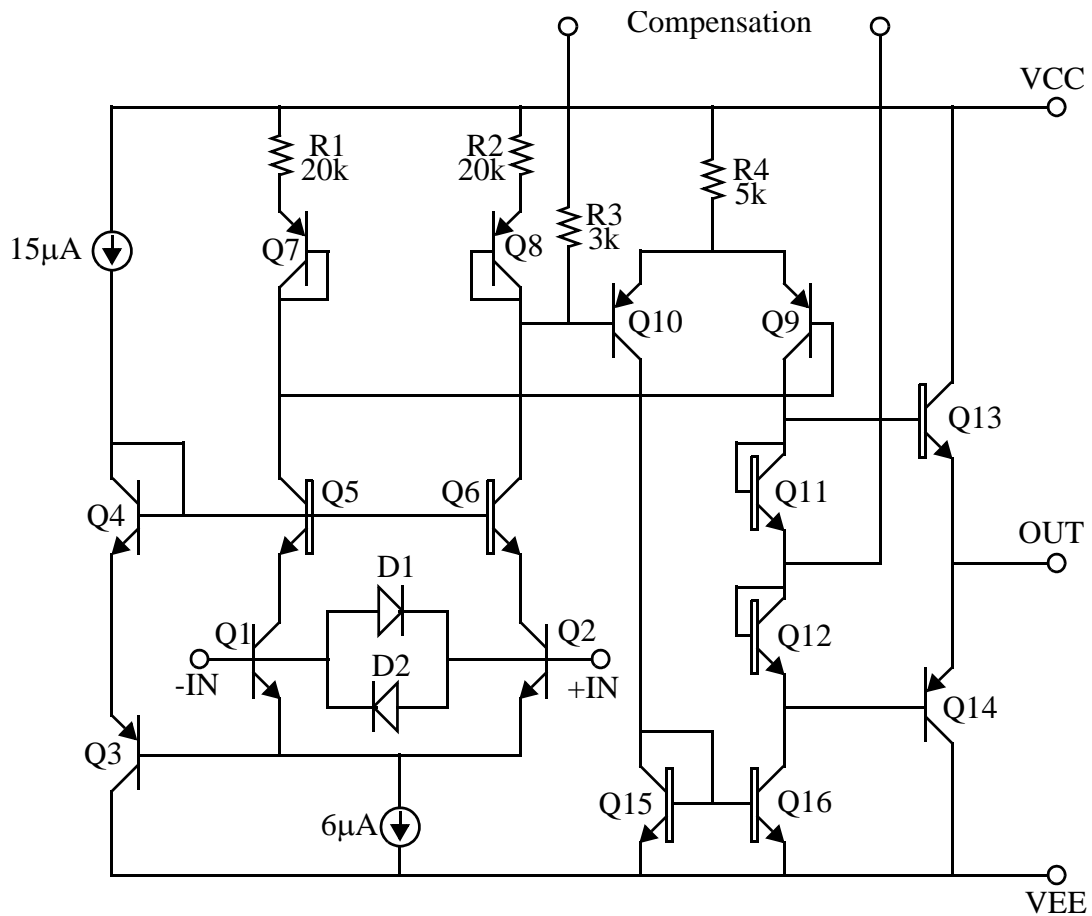 Compensation
VCC
R1
20k
R2
20k
R4
5k
R3
3k
15µA
Q7
Q8
Q10
Q9
Q13
Q4
Q5
Q6
Q11
OUT
D1
Q1
Q2
Q12
D2
-IN
+IN
Q14
Q3
Q15
Q16
6µA
VEE